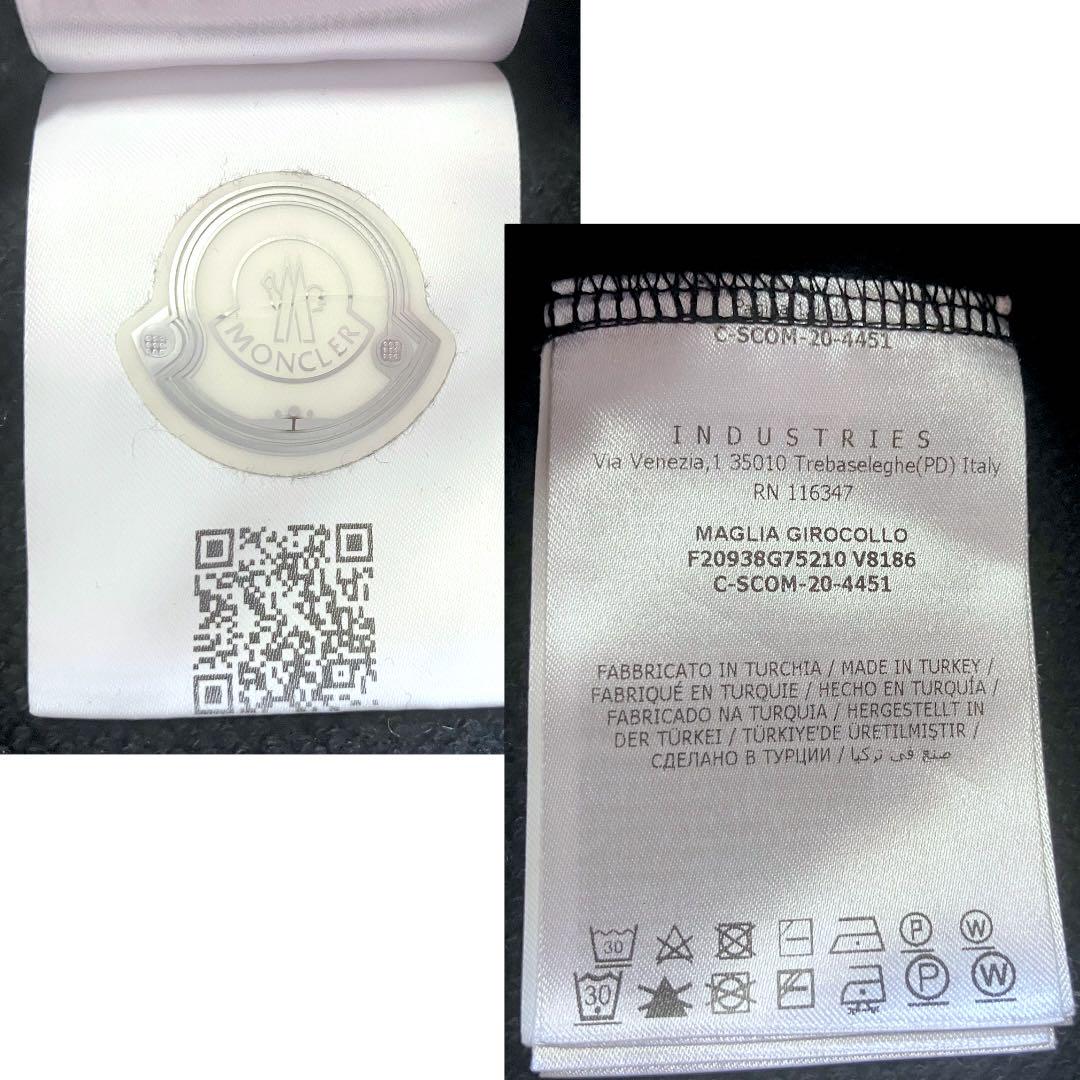 MONCLER
C-SCOM-20-4451
INDUSTRIES
Via Venezia,1 35010 Trebaseleghe(PD) Italy
RN 116347
MAGLIA GIROCOLLO
F20938G75210 V8186
C-SCOM-20-4451
FABBRICATO IN TURCHIA / MADE IN TURKEY /
FABRIQUÉ EN TURQUIE / HECHO EN TURQUÍA /
FABRICADO NA TURQUIA / HERGESTELLT IN
DER TÜRKEI / TÜRKIYE'DE ÜRETILMIŞTIR /
СДЕЛАНО В ТУРЦИИ / صنع في تركيا
30 P W
30 P W